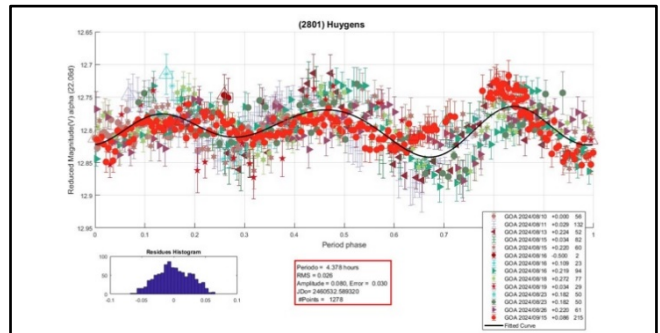 (2801) Huygens
12.65
12.7
12.75
12.8
12.85
12.9
12.95
Reduced Magnitude(V) alpha (22.06d)
0
0.1
0.2
0.3
0.4
0.5
0.6
0.7
1
Period phase
Residues Histogram
100
50
0
-0.1
-0.05
0
0.05
0.1
Periodo = 4.378 hours
RMS = 0.026
Amplitude = 0.080, Error = 0.030
JDo= 2460532.589320
#Points = 1278
GOA 2024/08/10 +0.000 56
GOA 2024/08/11 +0.029 132
GOA 2024/08/13 +0.224 52
GOA 2024/08/15 +0.034 82
GOA 2024/08/15 +0.220 60
GOA 2024/08/16 -0.500 2
GOA 2024/08/16 +0.109 23
GOA 2024/08/16 +0.219 94
GOA 2024/08/18 +0.272 77
GOA 2024/08/19 +0.034 29
GOA 2024/08/23 +0.182 50
GOA 2024/08/23 +0.182 50
GOA 2024/08/26 +0.220 61
GOA 2024/09/15 +0.086 215
Fitted Curve